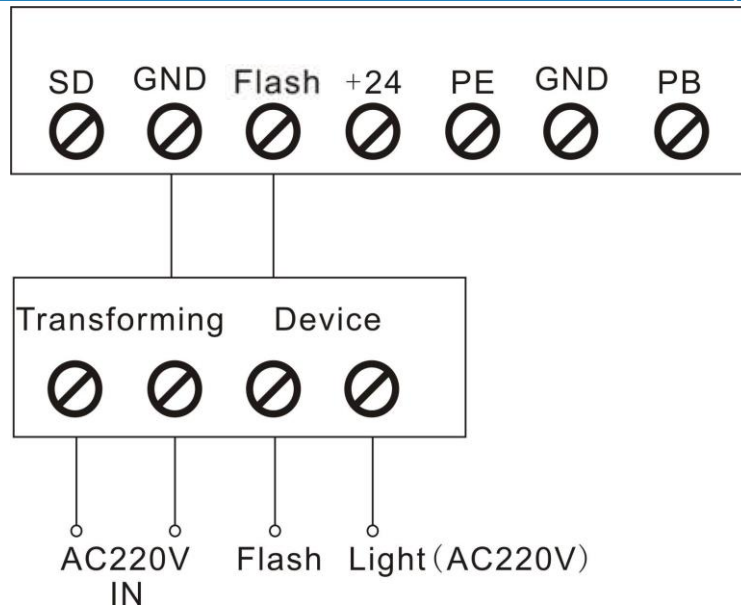 SD GND Flash +24 PE GND PB
Transforming Device
AC220V Flash Light（AC220V）
IN